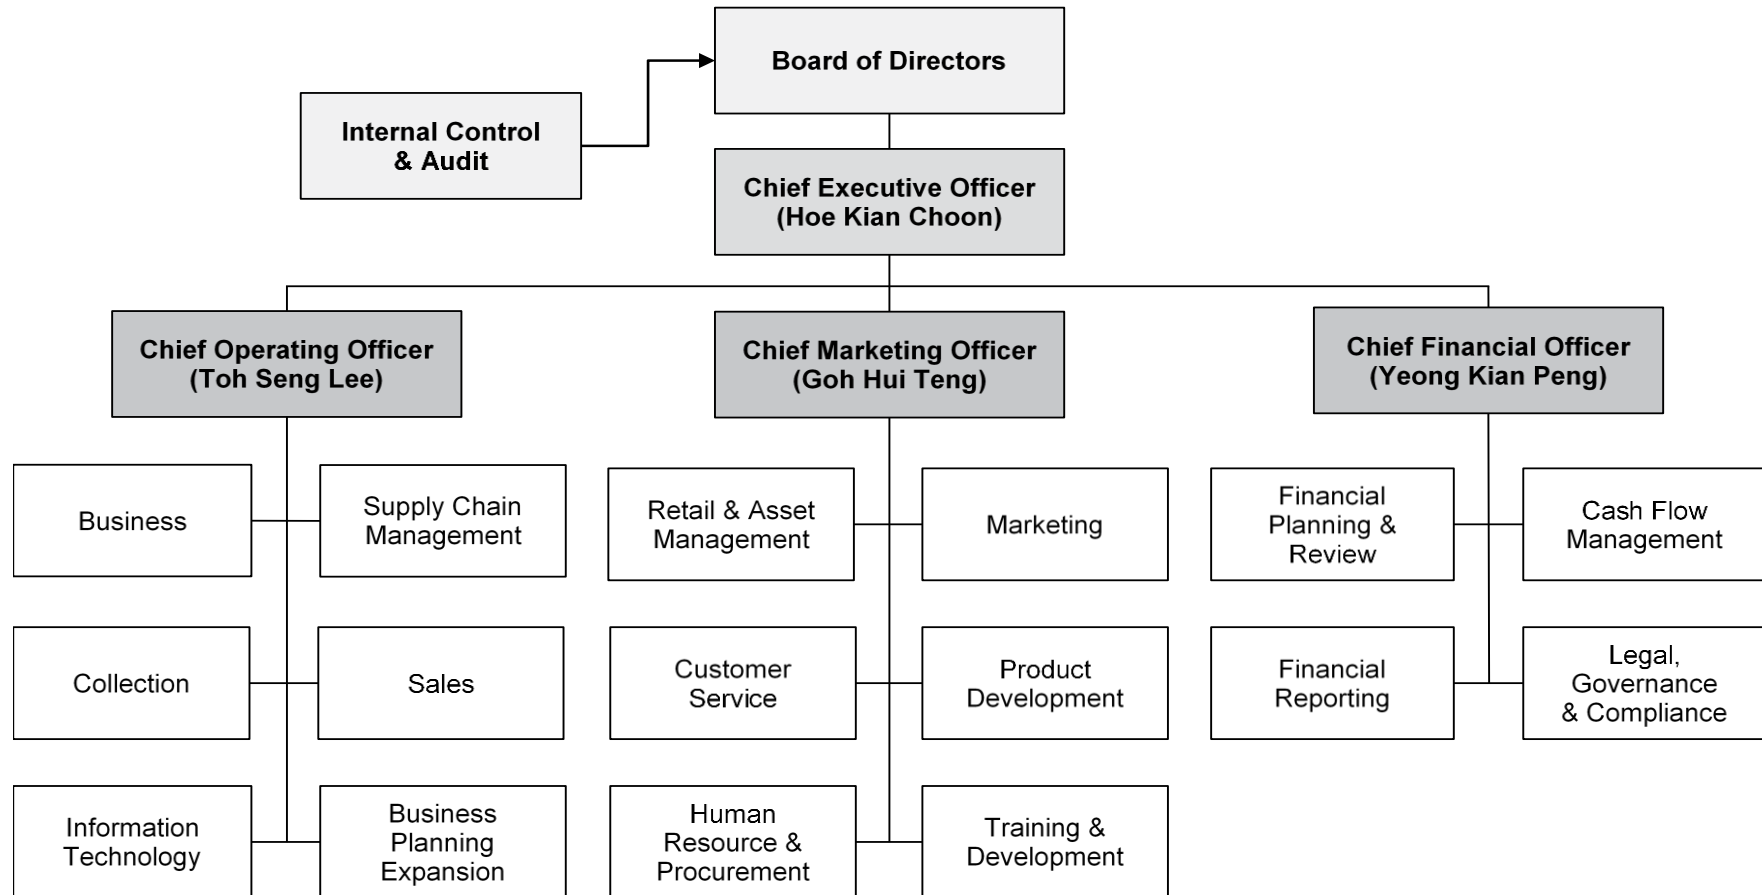 Board of Directors
Internal Control
& Audit
Chief Executive Officer
(Hoe Kian Choon)
Chief Operating Officer
(Toh Seng Lee)
Chief Marketing Officer
(Goh Hui Teng)
Chief Financial Officer
(Yeong Kian Peng)
Business
Supply Chain
Management
Retail & Asset
Management
Marketing
Financial
Planning &
Review
Cash Flow
Management
Collection
Sales
Customer
Service
Product
Development
Financial
Reporting
Legal,
Governance
& Compliance
Information
Technology
Business
Planning
Expansion
Human
Resource &
Procurement
Training &
Development